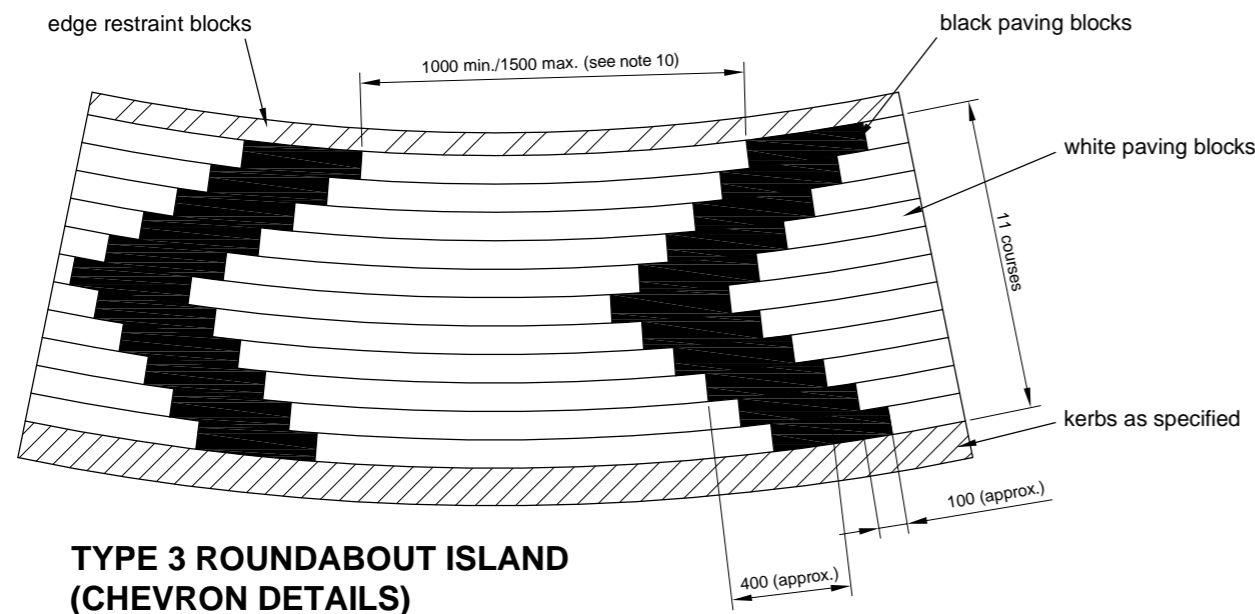 edge restraint blocks
black paving blocks
1000 min./1500 max. (see note 10)
white paving blocks
11 courses
kerbs as specified
100 (approx.)
400 (approx.)
TYPE 3 ROUNDABOUT ISLAND
(CHEVRON DETAILS)